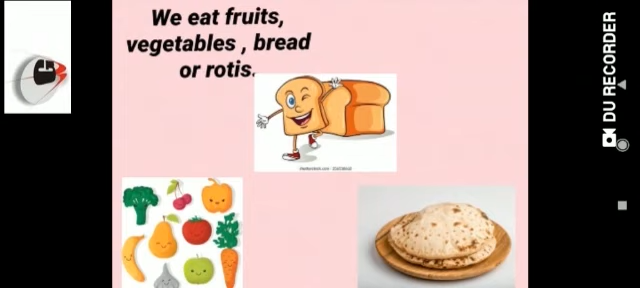 We eat fruits,
vegetables , bread
or rotis.
DU RECORDER